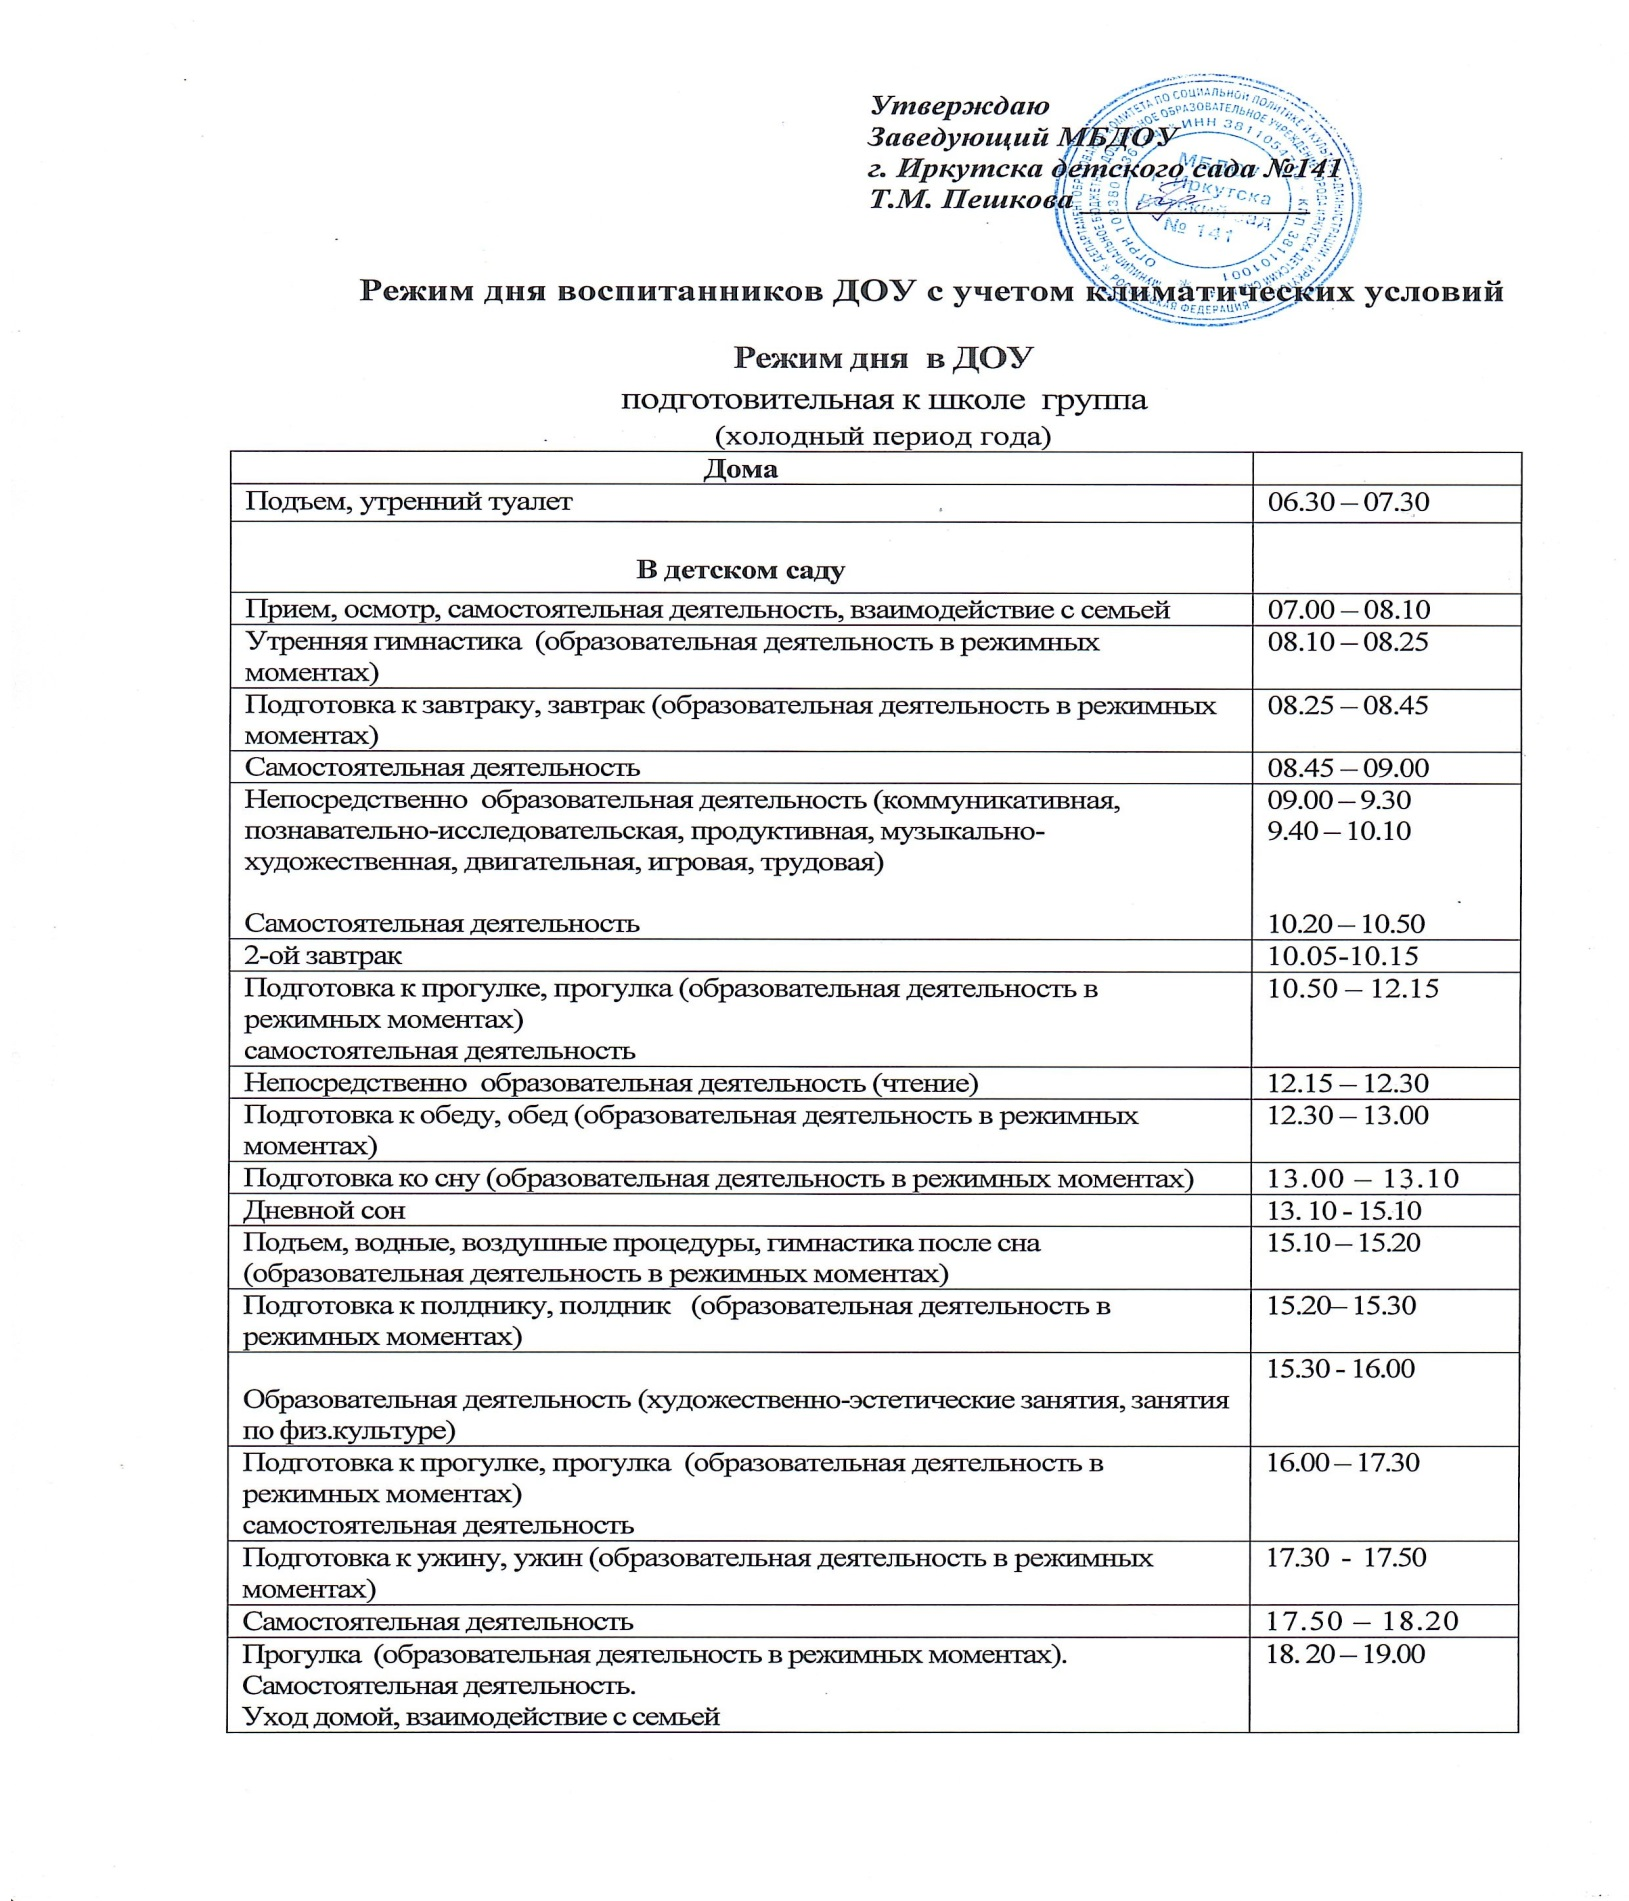 Утверждаю
Заведующий МБДОУ
г. Иркутска детского сада №141
Т.М. Пешкова
МБДОУ
г. Иркутска
детский сад
№ 141
Режим дня воспитанников ДОУ с учетом климатических условий
Режим дня в ДОУ
подготовительная к школе группа
(холодный период года)
Дома
Подъем, утренний туалет 06.30 – 07.30
В детском саду
Прием, осмотр, самостоятельная деятельность, взаимодействие с семьей 07.00 – 08.10
Утренняя гимнастика (образовательная деятельность в режимных 08.10 – 08.25
моментах)
Подготовка к завтраку, завтрак (образовательная деятельность в режимных 08.25 – 08.45
моментах)
Самостоятельная деятельность 08.45 – 09.00
Непосредственно образовательная деятельность (коммуникативная, 09.00 – 9.30
познавательно-исследовательская, продуктивная, музыкально- 9.40 – 10.10
художественная, двигательная, игровая, трудовая)
Самостоятельная деятельность 10.20 – 10.50
2-ой завтрак 10.05-10.15
Подготовка к прогулке, прогулка (образовательная деятельность в 10.50 – 12.15
режимных моментах)
самостоятельная деятельность
Непосредственно образовательная деятельность (чтение) 12.15 – 12.30
Подготовка к обеду, обед (образовательная деятельность в режимных 12.30 – 13.00
моментах)
Подготовка ко сну (образовательная деятельность в режимных моментах) 13.00 – 13.10
Дневной сон 13. 10 - 15.10
Подъем, водные, воздушные процедуры, гимнастика после сна 15.10 – 15.20
(образовательная деятельность в режимных моментах)
Подготовка к полднику, полдник (образовательная деятельность в 15.20– 15.30
режимных моментах)
15.30 - 16.00
Образовательная деятельность (художественно-эстетические занятия, занятия
по физ.культуре)
Подготовка к прогулке, прогулка (образовательная деятельность в 16.00 – 17.30
режимных моментах)
самостоятельная деятельность
Подготовка к ужину, ужин (образовательная деятельность в режимных 17.30 - 17.50
моментах)
Самостоятельная деятельность 17.50 – 18.20
Прогулка (образовательная деятельность в режимных моментах). 18. 20 – 19.00
Самостоятельная деятельность.
Уход домой, взаимодействие с семьей